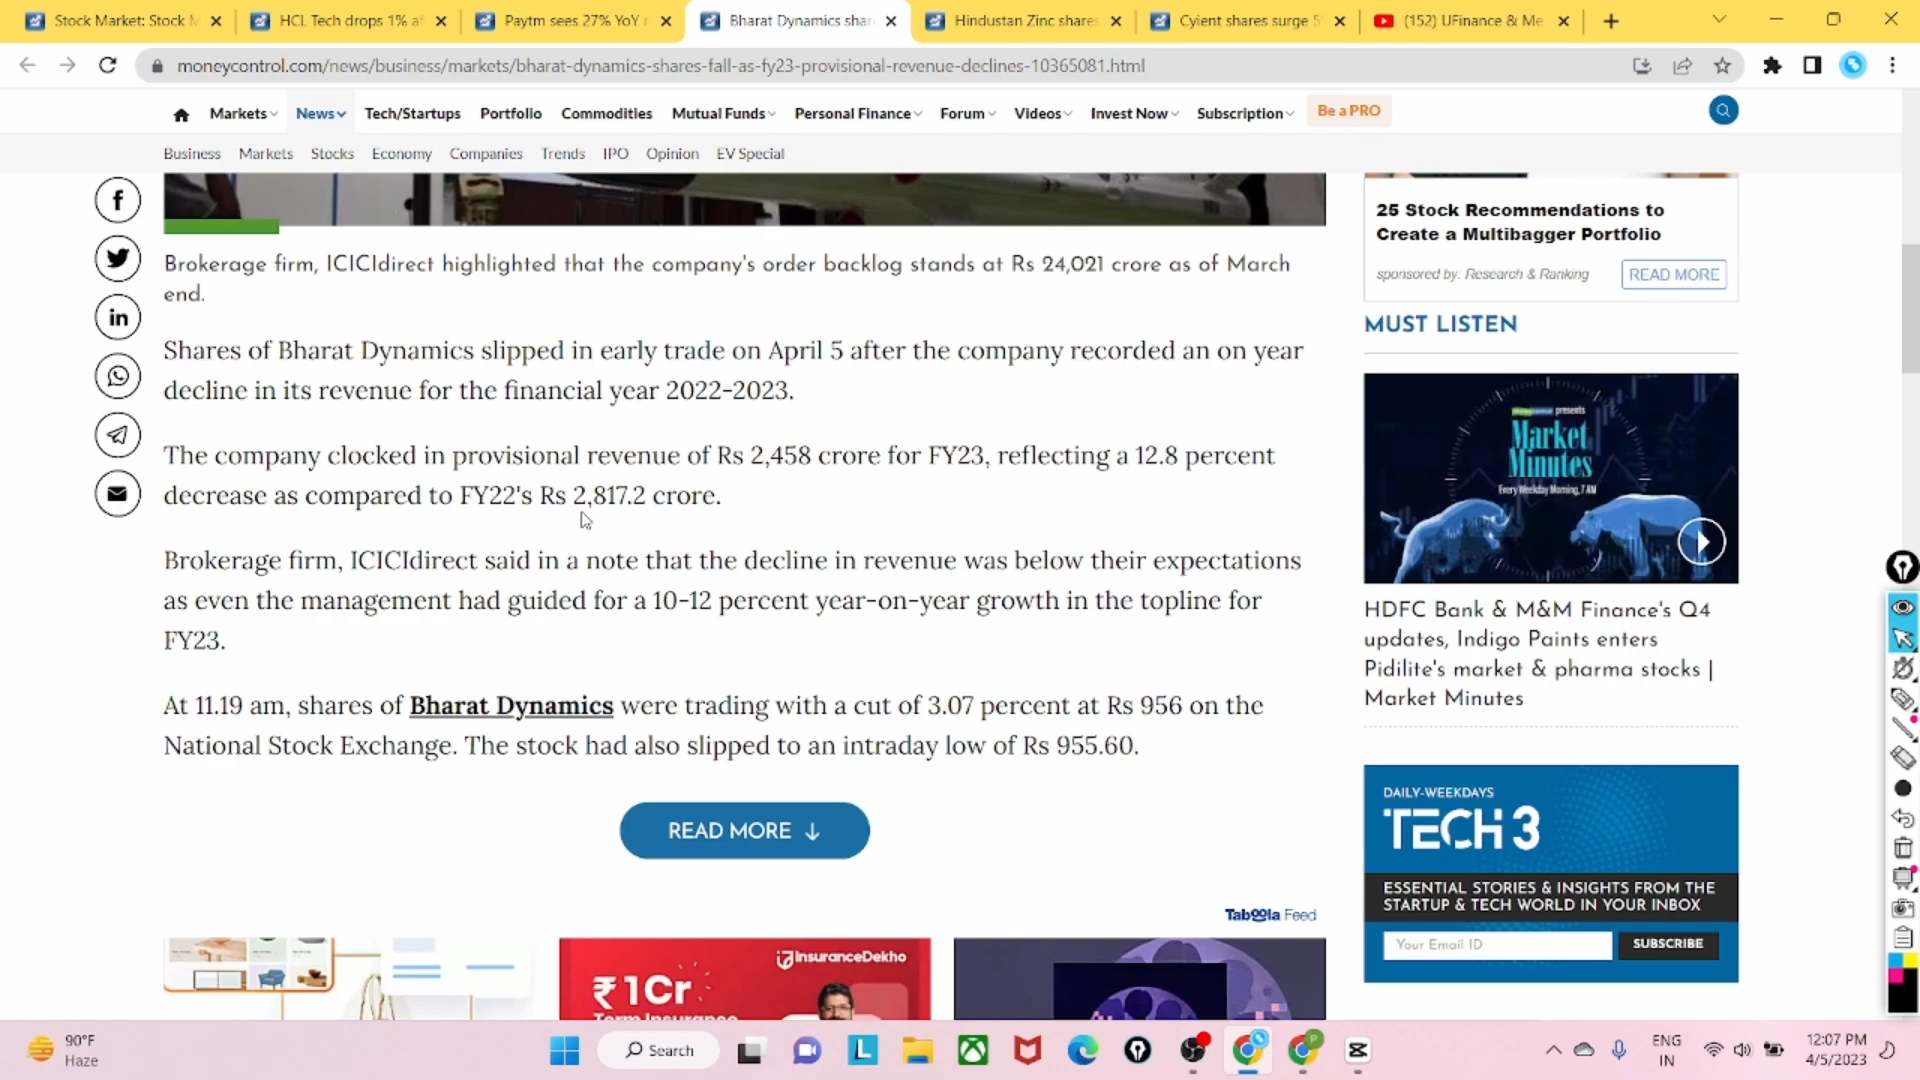 Stock Market: Stock M
HCL Tech drops 1% af
Paytm sees 27% YoY r
Bharat Dynamics shar
Hindustan Zinc shares
Cyient shares surge 5
(152) UFinance & Me
moneycontrol.com/news/business/markets/bharat-dynamics-shares-fall-as-fy23-provisional-revenue-declines-10365081.html
Markets News Tech/Startups Portfolio Commodities Mutual Funds Personal Finance Forum Videos Invest Now Subscription Be a PRO
Business Markets Stocks Economy Companies Trends IPO Opinion EV Special
Brokerage firm, ICICIdirect highlighted that the company's order backlog stands at Rs 24,021 crore as of March
end.
Shares of Bharat Dynamics slipped in early trade on April 5 after the company recorded an on year
decline in its revenue for the financial year 2022-2023.
The company clocked in provisional revenue of Rs 2,458 crore for FY23, reflecting a 12.8 percent
decrease as compared to FY22's Rs 2,817.2 crore.
Brokerage firm, ICICIdirect said in a note that the decline in revenue was below their expectations
as even the management had guided for a 10-12 percent year-on-year growth in the topline for
FY23.
At 11.19 am, shares of Bharat Dynamics were trading with a cut of 3.07 percent at Rs 956 on the
National Stock Exchange. The stock had also slipped to an intraday low of Rs 955.60.
READ MORE ↓
Taboola Feed
InsuranceDekho
₹1Cr
Term Insurance
25 Stock Recommendations to
Create a Multibagger Portfolio
sponsored by: Research & Ranking
READ MORE
MUST LISTEN
presents
Market
Minutes
Every Weekday Morning, 7 AM
HDFC Bank & M&M Finance's Q4
updates, Indigo Paints enters
Pidilite's market & pharma stocks |
Market Minutes
DAILY-WEEKDAYS
TECH 3
ESSENTIAL STORIES & INSIGHTS FROM THE
STARTUP & TECH WORLD IN YOUR INBOX
Your Email ID
SUBSCRIBE
90°F
Haze
Search
ENG
IN
12:07 PM
4/5/2023